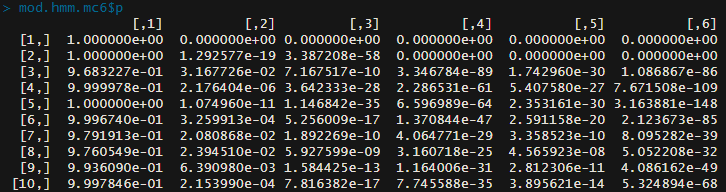 > mod.hmm.mc6$p
[,1] [,2] [,3] [,4] [,5] [,6]
[1,] 1.000000e+00 0.000000e+00 0.000000e+00 0.000000e+00 0.000000e+00 0.000000e+00
[2,] 1.000000e+00 1.292577e-19 3.387208e-58 0.000000e+00 0.000000e+00 0.000000e+00
[3,] 9.683227e-01 3.167726e-02 7.167517e-10 3.346784e-89 1.742960e-30 1.086867e-86
[4,] 9.999978e-01 2.176404e-06 3.642333e-28 2.286531e-61 5.407580e-27 7.671508e-109
[5,] 1.000000e+00 1.074960e-11 1.146842e-35 6.596989e-64 2.353161e-30 3.163881e-148
[6,] 9.996740e-01 3.259913e-04 5.256009e-17 1.370844e-47 2.591158e-20 2.123673e-85
[7,] 9.791913e-01 2.080868e-02 1.892269e-10 4.064771e-29 3.358523e-10 8.095282e-39
[8,] 9.760549e-01 2.394510e-02 5.927599e-09 3.160718e-25 4.565923e-08 5.052208e-32
[9,] 9.936090e-01 6.390980e-03 1.584425e-13 1.164006e-31 2.812306e-11 4.086162e-49
[10,] 9.997846e-01 2.153990e-04 7.816382e-17 7.745588e-35 3.895621e-14 5.324894e-63